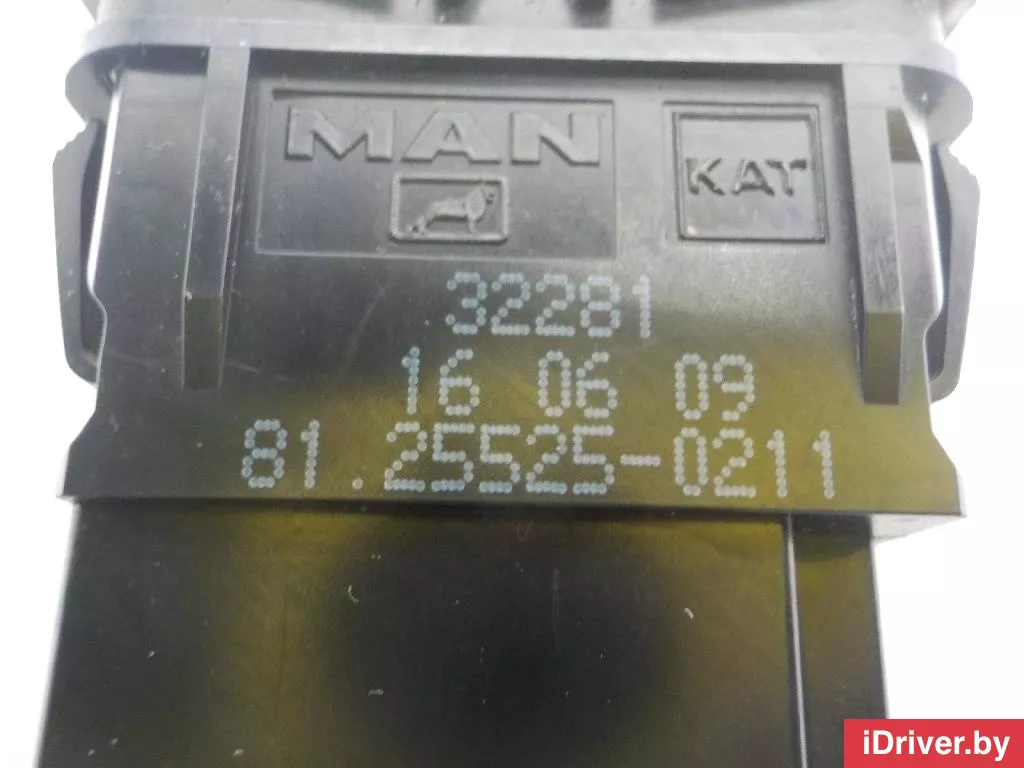 MAN
KAT
32281
16 06 09
81.25525-0211
iDriver.by